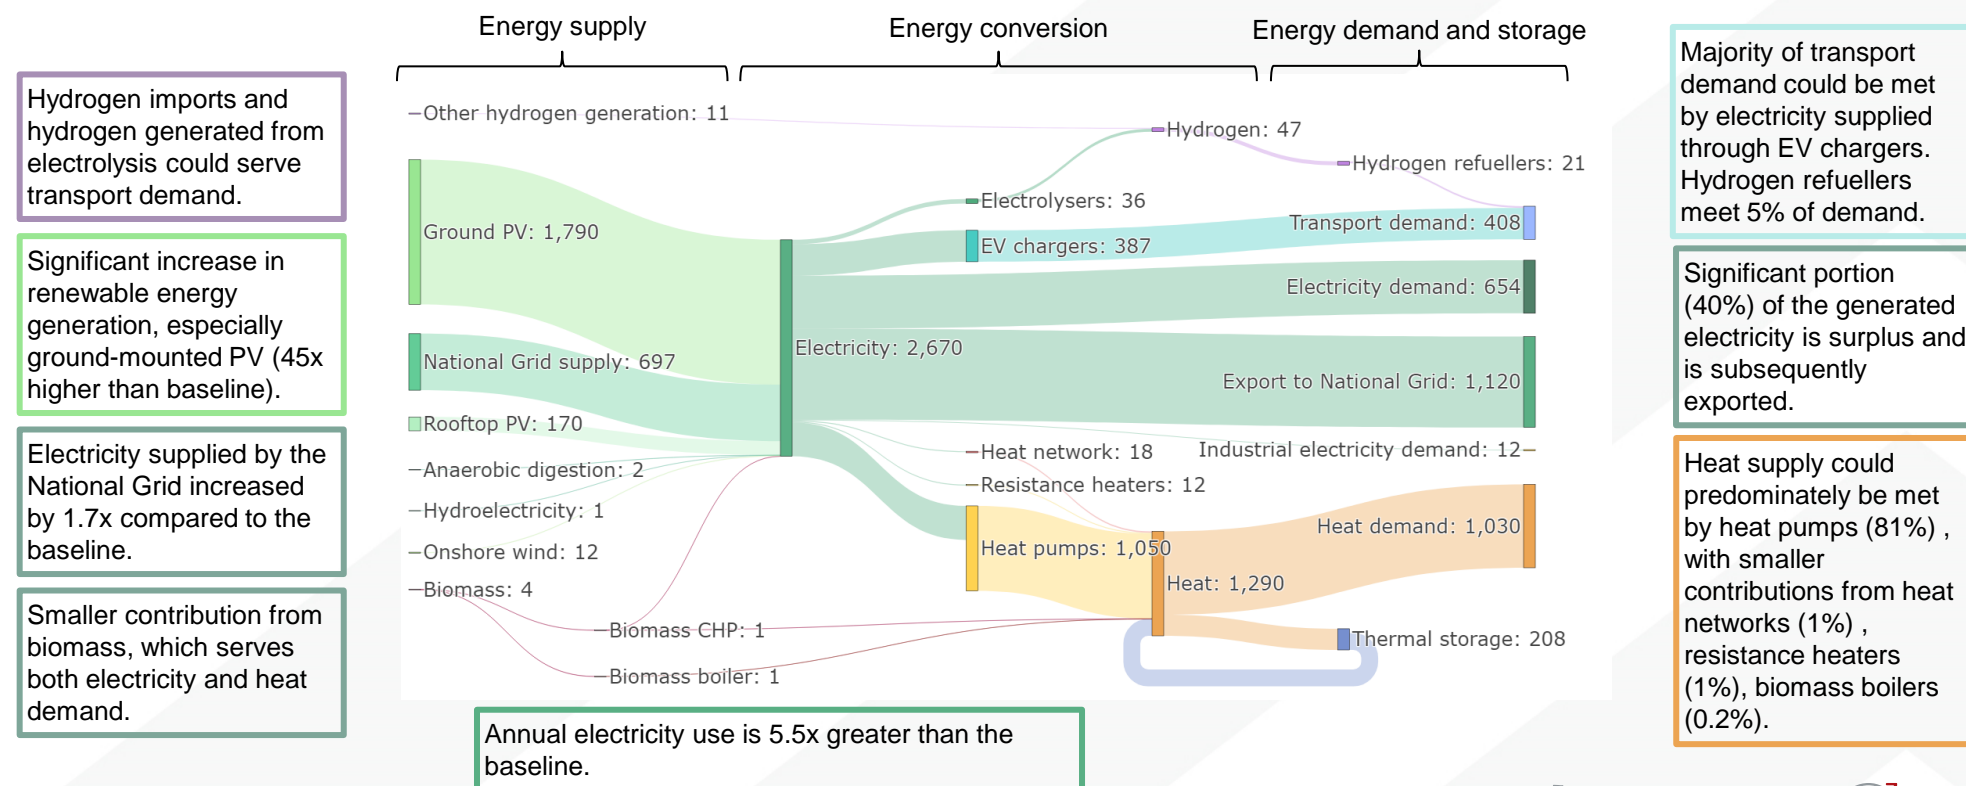 Energy supply
Energy conversion
Energy demand and storage
Hydrogen imports and
hydrogen generated from
electrolysis could serve
transport demand.
Significant increase in
renewable energy
generation, especially
ground-mounted PV (45x
higher than baseline).
Electricity supplied by the
National Grid increased
by 1.7x compared to the
baseline.
Smaller contribution from
biomass, which serves
both electricity and heat
demand.
Other hydrogen generation: 11
Ground PV: 1,790
National Grid supply: 697
Rooftop PV: 170
Anaerobic digestion: 2
Hydroelectricity: 1
Onshore wind: 12
Biomass: 4
Biomass CHP: 1
Biomass boiler: 1
Electricity: 2,670
Hydrogen: 47
Electrolysers: 36
EV chargers: 387
Heat network: 18
Resistance heaters: 12
Heat pumps: 1,050
Heat: 1,290
Hydrogen refuellers: 21
Transport demand: 408
Electricity demand: 654
Export to National Grid: 1,120
Industrial electricity demand: 12
Heat demand: 1,030
Thermal storage: 208
Annual electricity use is 5.5x greater than the
baseline.
Majority of transport
demand could be met
by electricity supplied
through EV chargers.
Hydrogen refuellers
meet 5% of demand.
Significant portion
(40%) of the generated
electricity is surplus and
is subsequently
exported.
Heat supply could
predominately be met
by heat pumps (81%) ,
with smaller
contributions from heat
networks (1%) ,
resistance heaters
(1%), biomass boilers
(0.2%).